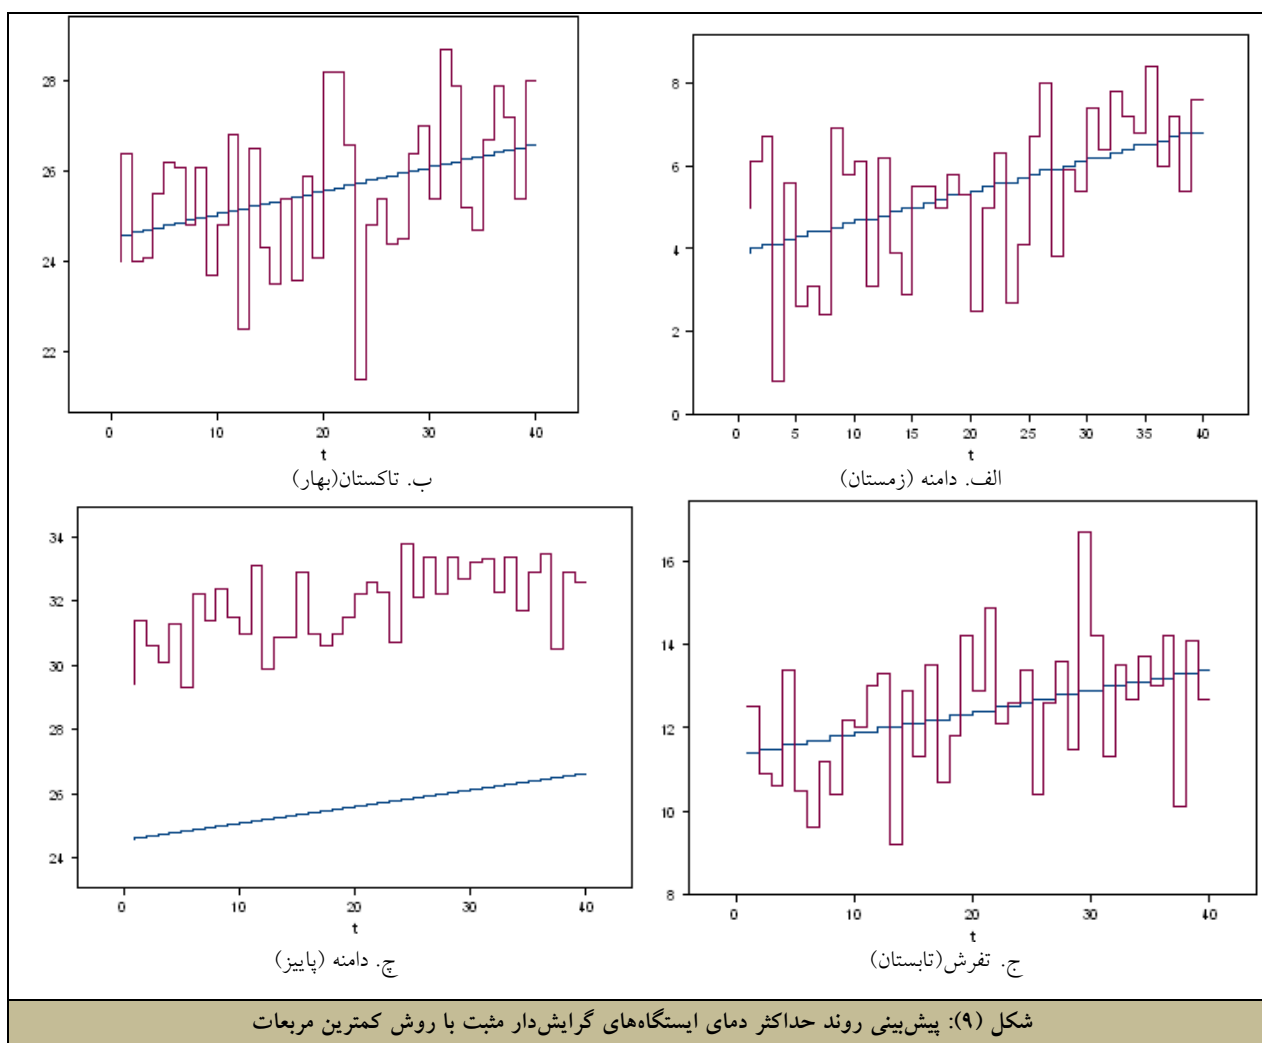 28
26
24
22
0 10 20 30 40
t
ب. تاکستان(بهار)
8
6
4
2
0
0 5 10 15 20 25 30 35 40
t
الف. دامنه (زمستان)
34
32
30
28
26
24
0 10 20 30 40
t
چ. دامنه (پاییز)
16
14
12
10
8
0 10 20 30 40
t
ج. تفرش(تابستان)
شکل (۹): پیش‌بینی روند حداکثر دمای ایستگاه‌های گرایش‌دار مثبت با روش کمترین مربعات